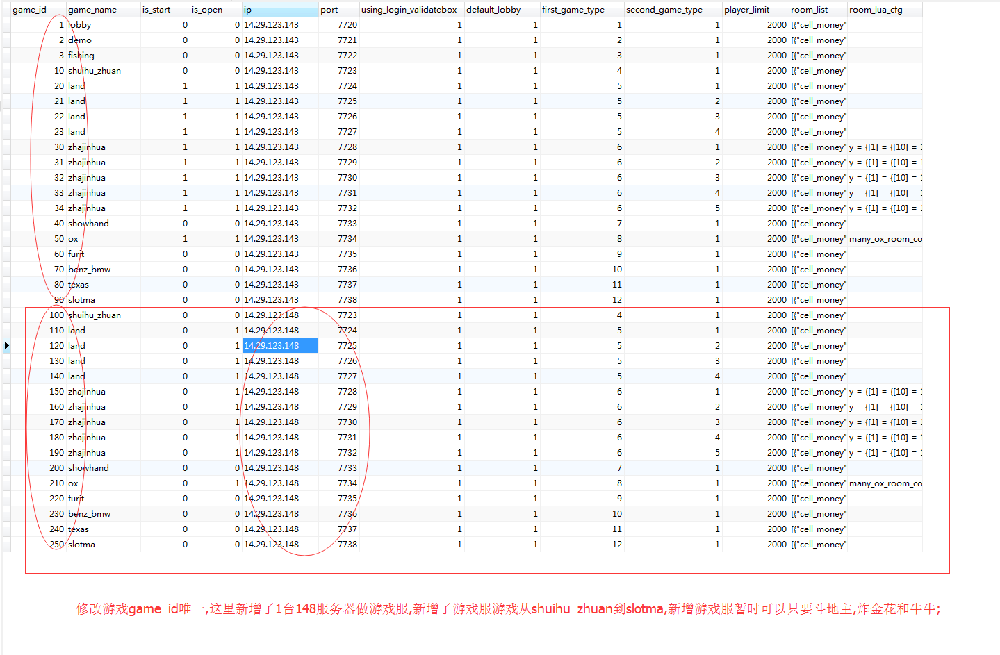 game_id game_name is_start is_open ip port using_login_validatebox default_lobby first_game_type second_game_type player_limit room_list room_lua_cfg
1 lobby 0 0 14.29.123.143 7720 1 1 1 1 2000 [{"cell_money"
2 demo 0 0 14.29.123.143 7721 1 1 2 1 2000 [{"cell_money"
3 fishing 0 0 14.29.123.143 7722 1 1 3 1 2000 [{"cell_money"
10 shuihu_zhuan 0 0 14.29.123.143 7723 1 1 4 1 2000 [{"cell_money"
20 land 1 1 14.29.123.143 7724 1 1 5 1 2000 [{"cell_money"
21 land 1 1 14.29.123.143 7725 1 1 5 2 2000 [{"cell_money"
22 land 1 1 14.29.123.143 7726 1 1 5 3 2000 [{"cell_money"
23 land 1 1 14.29.123.143 7727 1 1 5 4 2000 [{"cell_money"
30 zhajinhua 1 1 14.29.123.143 7728 1 1 6 1 2000 [{"cell_money" y = {[1] = {[10] = 1
31 zhajinhua 1 1 14.29.123.143 7729 1 1 6 2 2000 [{"cell_money" y = {[1] = {[10] = 1
32 zhajinhua 1 1 14.29.123.143 7730 1 1 6 3 2000 [{"cell_money" y = {[1] = {[10] = 1
33 zhajinhua 1 1 14.29.123.143 7731 1 1 6 4 2000 [{"cell_money" y = {[1] = {[10] = 1
34 zhajinhua 1 1 14.29.123.143 7732 1 1 6 5 2000 [{"cell_money" y = {[1] = {[10] = 1
40 showhand 0 0 14.29.123.143 7733 1 1 7 1 2000 [{"cell_money"
50 ox 1 1 14.29.123.143 7734 1 1 8 1 2000 [{"cell_money" many_ox_room_co
60 furit 0 0 14.29.123.143 7735 1 1 9 1 2000 [{"cell_money"
70 benz_bmw 0 0 14.29.123.143 7736 1 1 10 1 2000 [{"cell_money"
80 texas 0 0 14.29.123.143 7737 1 1 11 1 2000 [{"cell_money"
90 slotma 0 0 14.29.123.143 7738 1 1 12 1 2000 [{"cell_money"
100 shuihu_zhuan 0 0 14.29.123.148 7723 1 1 4 1 2000 [{"cell_money"
110 land 0 1 14.29.123.148 7724 1 1 5 1 2000 [{"cell_money"
120 land 0 1 14.29.123.148 7725 1 1 5 2 2000 [{"cell_money"
130 land 0 1 14.29.123.148 7726 1 1 5 3 2000 [{"cell_money"
140 land 0 1 14.29.123.148 7727 1 1 5 4 2000 [{"cell_money"
150 zhajinhua 0 1 14.29.123.148 7728 1 1 6 1 2000 [{"cell_money" y = {[1] = {[10] = 1
160 zhajinhua 0 1 14.29.123.148 7729 1 1 6 2 2000 [{"cell_money" y = {[1] = {[10] = 1
170 zhajinhua 0 1 14.29.123.148 7730 1 1 6 3 2000 [{"cell_money" y = {[1] = {[10] = 1
180 zhajinhua 0 1 14.29.123.148 7731 1 1 6 4 2000 [{"cell_money" y = {[1] = {[10] = 1
190 zhajinhua 0 1 14.29.123.148 7732 1 1 6 5 2000 [{"cell_money" y = {[1] = {[10] = 1
200 showhand 0 0 14.29.123.148 7733 1 1 7 1 2000 [{"cell_money"
210 ox 0 1 14.29.123.148 7734 1 1 8 1 2000 [{"cell_money" many_ox_room_co
220 furit 0 0 14.29.123.148 7735 1 1 9 1 2000 [{"cell_money"
230 benz_bmw 0 0 14.29.123.148 7736 1 1 10 1 2000 [{"cell_money"
240 texas 0 0 14.29.123.148 7737 1 1 11 1 2000 [{"cell_money"
250 slotma 0 0 14.29.123.148 7738 1 1 12 1 2000 [{"cell_money"
修改游戏game_id唯一,这里新增了1台148服务器做游戏服,新增了游戏服游戏从shuihu_zhuan到slotma,新增游戏服暂时可以只要斗地主,炸金花和牛牛;